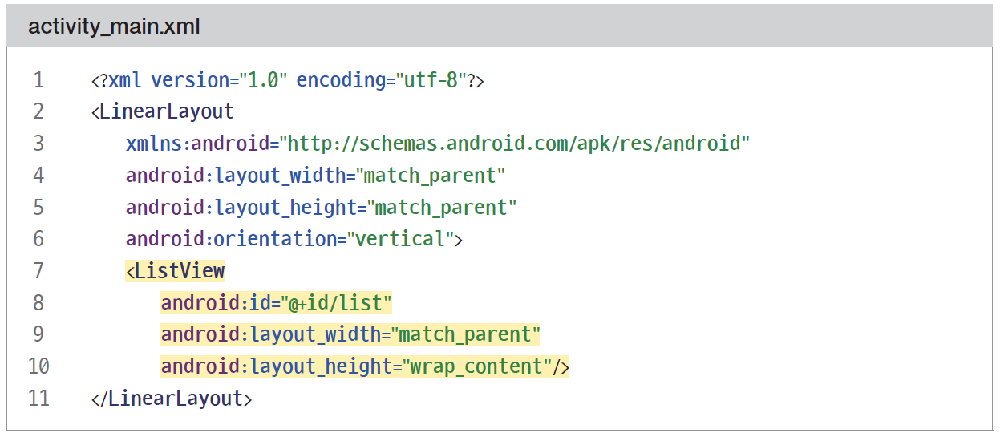 activity_main.xml
1 <?xml version="1.0" encoding="utf-8"?>
2 <LinearLayout
3 xmlns:android="http://schemas.android.com/apk/res/android"
4 android:layout_width="match_parent"
5 android:layout_height="match_parent"
6 android:orientation="vertical">
7 <ListView
8 android:id="@+id/list"
9 android:layout_width="match_parent"
10 android:layout_height="wrap_content"/>
11 </LinearLayout>